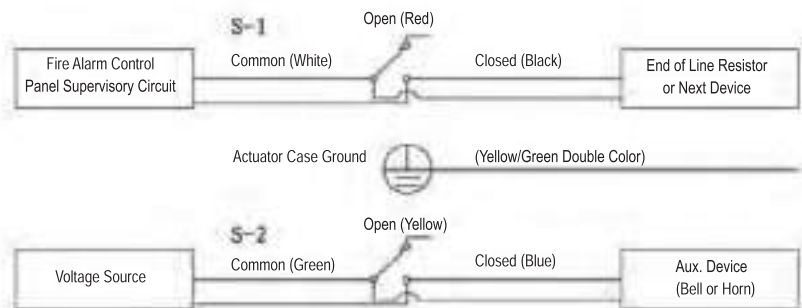 S-1
Open (Red)
Fire Alarm Control
Panel Supervisory Circuit
Common (White)
Closed (Black)
End of Line Resistor
or Next Device
Actuator Case Ground
(Yellow/Green Double Color)
S-2
Open (Yellow)
Voltage Source
Common (Green)
Closed (Blue)
Aux. Device
(Bell or Horn)